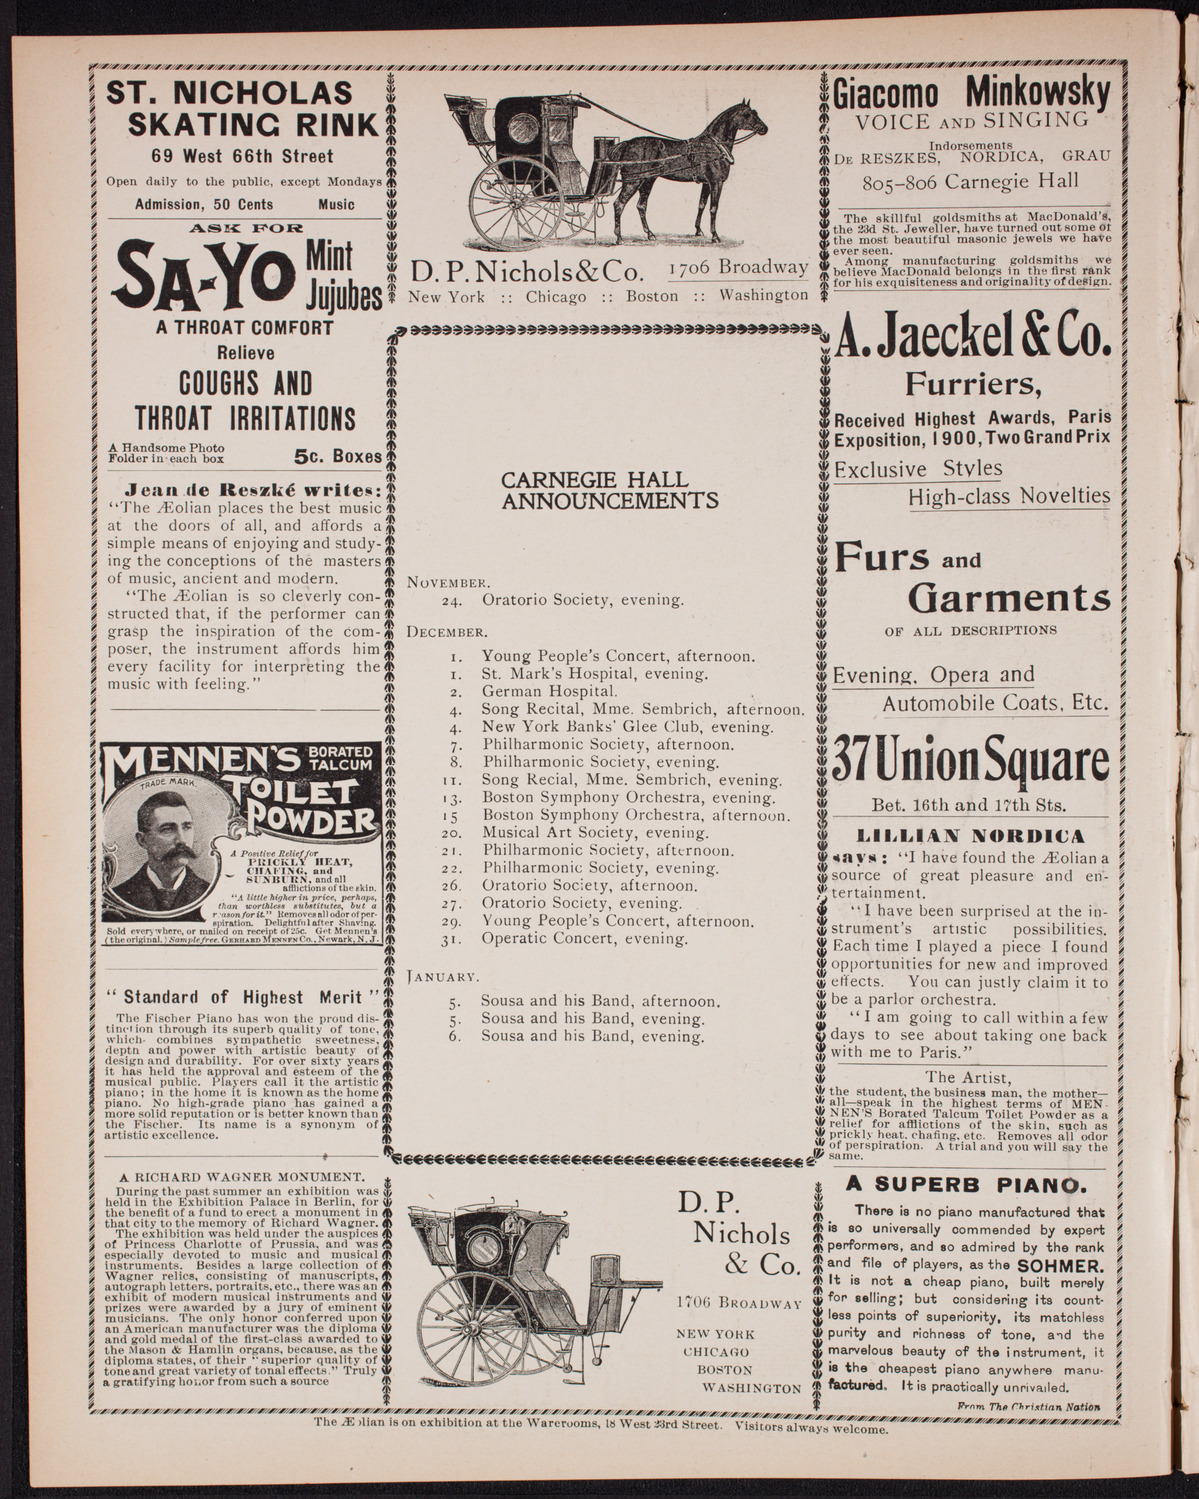 ST. NICHOLAS
SKATING RINK
69 West 66th Street
Open daily to the public, except Mondays
Admission, 50 Cents Music
ASK FOR
SA-YO Mint
Jujubes
A THROAT COMFORT
Relieve
COUGHS AND
THROAT IRRITATIONS
A Handsome Photo
Folder in each box 5c. Boxes
Jean de Reszké writes:
"The Æolian places the best music
at the doors of all, and affords a
simple means of enjoying and study-
ing the conceptions of the masters
of music, ancient and modern.
"The Æolian is so cleverly con-
structed that, if the performer can
grasp the inspiration of the com-
poser, the instrument affords him
every facility for interpreting the
music with feeling."
MENNEN'S BORATED
TALCUM
TRADE MARK
TOILET
POWDER
A Positive Relief for
PRICKLY HEAT,
CHAFING, and
SUNBURN, and all
afflictions of the skin.
"A little higher in price, perhaps,
than worthless substitutes, but a
r ason for it." Removes all odor of per-
spiration. Delightful after Shaving.
Sold everywhere, or mailed on receipt of 25c. Get Mennen's
(the original.) Sample free. GERHARD MENNEN CO., Newark, N. J.
"Standard of Highest Merit"
The Fischer Piano has won the proud dis-
tinction through its superb quality of tone,
which combines sympathetic sweetness,
depth and power with artistic beauty of
design and durability. For over sixty years
it has held the approval and esteem of the
musical public. Players call it the artistic
piano; in the home it is known as the home
piano. No high-grade piano has gained a
more solid reputation or is better known than
the Fischer. Its name is a synonym of
artistic excellence.
A RICHARD WAGNER MONUMENT.
During the past summer an exhibition was
held in the Exhibition Palace in Berlin, for
the benefit of a fund to erect a monument in
that city to the memory of Richard Wagner.
The exhibition was held under the auspices
of Princess Charlotte of Prussia, and was
especially devoted to music and musical
instruments. Besides a large collection of
Wagner relics, consisting of manuscripts,
autograph letters, portraits, etc., there was an
exhibit of modern musical instruments and
prizes were awarded by a jury of eminent
musicians. The only honor conferred upon
an American manufacturer was the diploma
and gold medal of the first-class awarded to
the Mason & Hamlin organs, because, as the
diploma states, of their "superior quality of
tone and great variety of tonal effects." Truly
a gratifying honor from such a source
D. P. Nichols & Co. 1706 Broadway
New York :: Chicago :: Boston :: Washington
CARNEGIE HALL
ANNOUNCEMENTS
NOVEMBER.
24. Oratorio Society, evening.
DECEMBER.
1. Young People's Concert, afternoon.
1. St. Mark's Hospital, evening.
2. German Hospital.
4. Song Recital, Mme. Sembrich, afternoon.
4. New York Banks' Glee Club, evening.
7. Philharmonic Society, afternoon.
8. Philharmonic Society, evening.
11. Song Recial, Mme. Sembrich, evening.
13. Boston Symphony Orchestra, evening.
15 Boston Symphony Orchestra, afternoon.
20. Musical Art Society, evening.
21. Philharmonic Society, afternoon.
22. Philharmonic Society, evening.
26. Oratorio Society, afternoon.
27. Oratorio Society, evening.
29. Young People's Concert, afternoon.
31. Operatic Concert, evening.
JANUARY.
5. Sousa and his Band, afternoon.
5. Sousa and his Band, evening.
6. Sousa and his Band, evening.
D. P.
Nichols
& Co.
1706 BROADWAY
NEW YORK
CHICAGO
BOSTON
WASHINGTON
Giacomo Minkowsky
VOICE AND SINGING
Indorsements
DE RESZKES, NORDICA, GRAU
805-806 Carnegie Hall
The skillful goldsmiths at MacDonald's,
the 23d St. Jeweller, have turned out some of
the most beautiful masonic jewels we have
ever seen.
Among manufacturing goldsmiths we
believe MacDonald belongs in the first rank
for his exquisiteness and originality of design.
A. Jaeckel & Co.
Furriers,
Received Highest Awards, Paris
Exposition, 1900, Two Grand Prix
Exclusive Styles
High-class Novelties
Furs and
Garments
OF ALL DESCRIPTIONS
Evening, Opera and
Automobile Coats, Etc.
37 Union Square
Bet. 16th and 17th Sts.
LILLIAN NORDICA
says: "I have found the Æolian a
source of great pleasure and en-
tertainment.
"I have been surprised at the in-
strument's artistic possibilities.
Each time I played a piece I found
opportunities for new and improved
effects. You can justly claim it to
be a parlor orchestra.
"I am going to call within a few
days to see about taking one back
with me to Paris."
The Artist,
the student, the business man, the mother—
all—speak in the highest terms of MEN-
NEN'S Borated Talcum Toilet Powder as a
relief for afflictions of the skin, such as
prickly heat, chafing, etc. Removes all odor
of perspiration. A trial and you will say the
same.
A SUPERB PIANO.
There is no piano manufactured that
is so universally commended by expert
performers, and so admired by the rank
and file of players, as the SOHMER.
It is not a cheap piano, built merely
for selling; but considering its count-
less points of superiority, its matchless
purity and richness of tone, and the
marvelous beauty of the instrument, it
is the cheapest piano anywhere manu-
factured. It is practically unrivailed.
From The Christian Nation
The Æolian is on exhibition at the Warerooms, 18 West 23rd Street. Visitors always welcome.